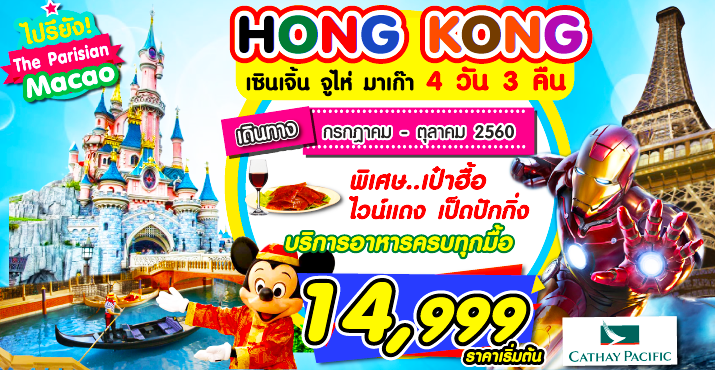 ไปรึยัง!
The Parisian
Macao
HONG KONG
เซินเจิ้น จูไห่ มาเก๊า 4 วัน 3 คืน
เดินทาง กรกฎาคม - ตุลาคม 2560
พิเศษ..เป๋าฮื้อ
ไวน์แดง เป็ดปักกิ่ง
บริการอาหารครบทุกมื้อ
14,999
ราคาเริ่มต้น
CATHAY PACIFIC